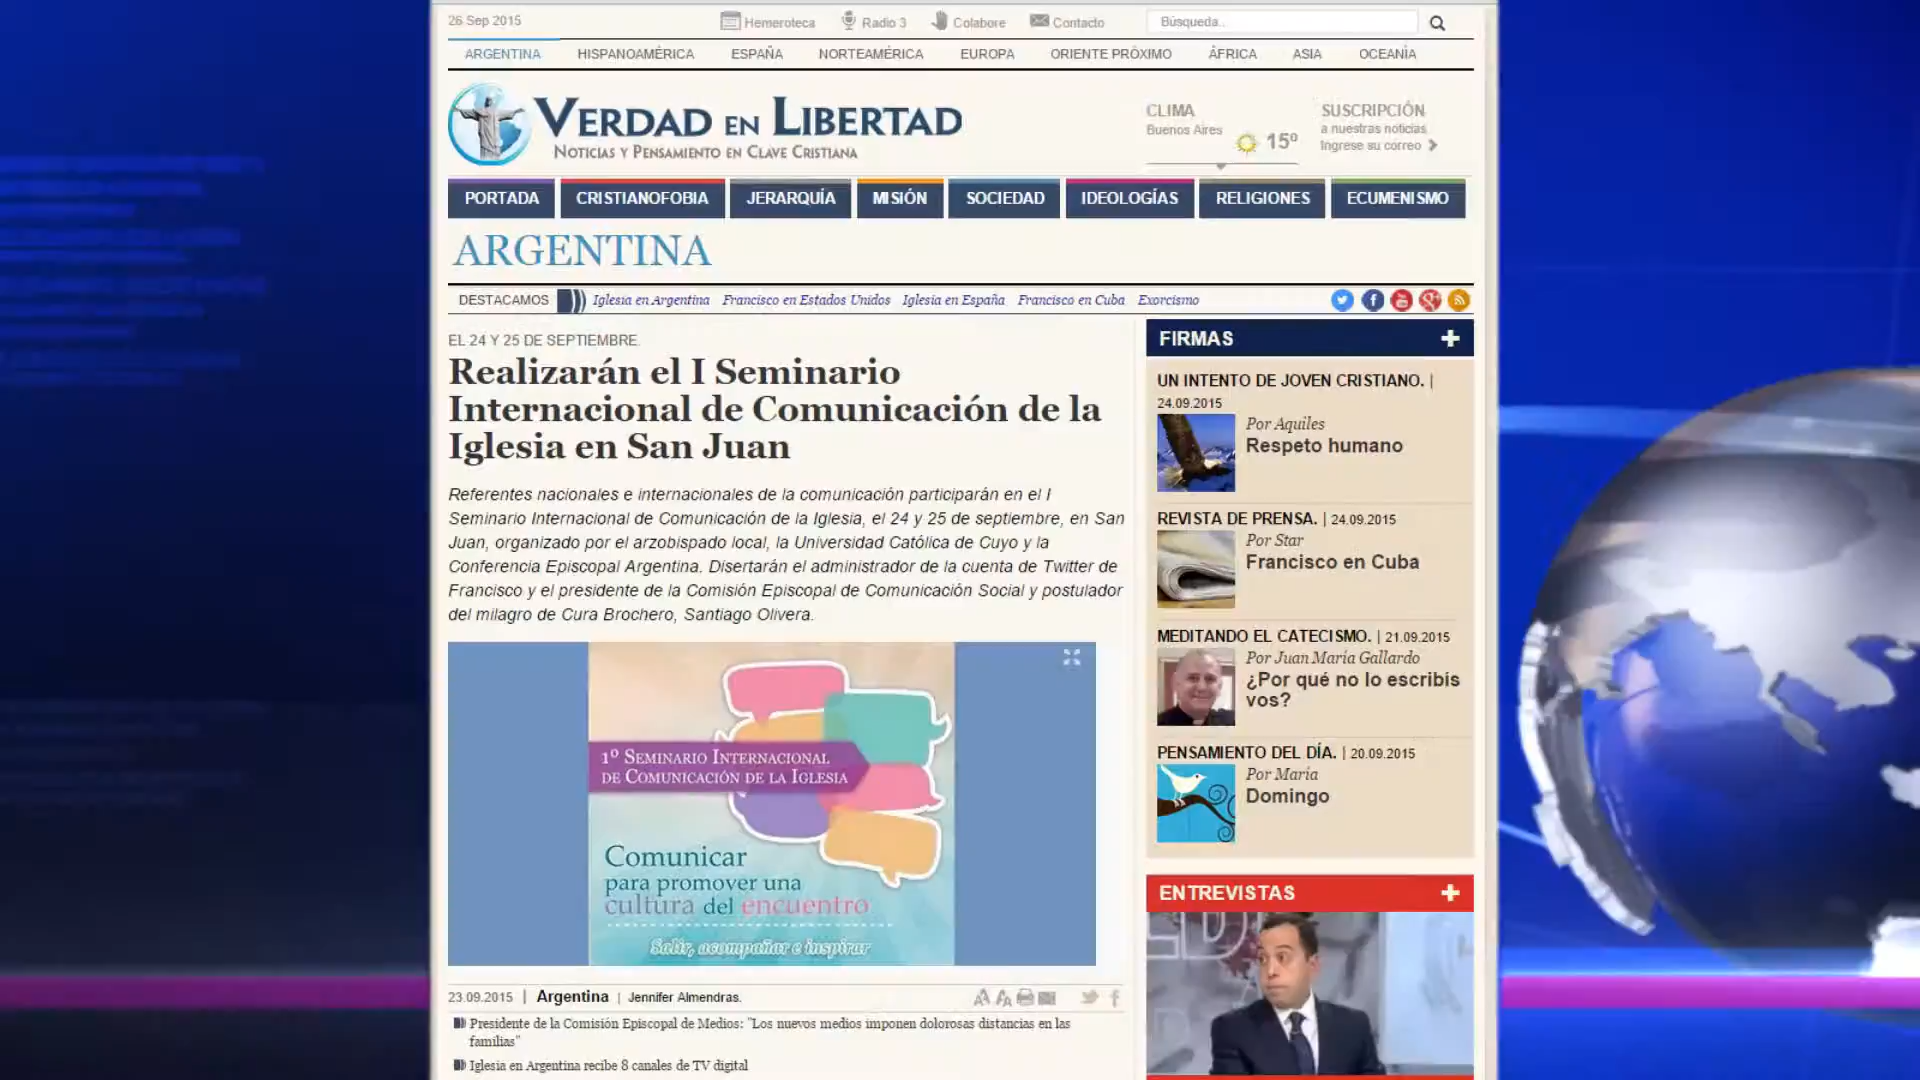 26 Sep 2015
Hemeroteca
Radio 3
Colabore
Contacto
Búsqueda..
ARGENTINA
HISPANOAMÉRICA
ESPAÑA
NORTEAMÉRICA
EUROPA
ORIENTE PRÓXIMO
ÁFRICA
ASIA
OCEANÍA
VERDAD EN LIBERTAD
NOTICIAS Y PENSAMIENTO EN CLAVE CRISTIANA
CLIMA
Buenos Aires
15º
SUSCRIPCIÓN
a nuestras noticias
Ingrese su correo
PORTADA
CRISTIANOFOBIA
JERARQUÍA
MISIÓN
SOCIEDAD
IDEOLOGÍAS
RELIGIONES
ECUMENISMO
ARGENTINA
DESTACAMOS
Iglesia en Argentina
Francisco en Estados Unidos
Iglesia en España
Francisco en Cuba
Exorcismo
EL 24 Y 25 DE SEPTIEMBRE.
Realizarán el I Seminario
Internacional de Comunicación de la
Iglesia en San Juan
Referentes nacionales e internacionales de la comunicación participarán en el I
Seminario Internacional de Comunicación de la Iglesia, el 24 y 25 de septiembre, en San
Juan, organizado por el arzobispado local, la Universidad Católica de Cuyo y la
Conferencia Episcopal Argentina. Disertarán el administrador de la cuenta de Twitter de
Francisco y el presidente de la Comisión Episcopal de Comunicación Social y postulador
del milagro de Cura Brochero, Santiago Olivera.
1º SEMINARIO INTERNACIONAL
DE COMUNICACIÓN DE LA IGLESIA
Comunicar
para promover una
cultura del encuentro
Salir, acompañar e inspirar
23.09.2015 | Argentina | Jennifer Almendras.
Presidente de la Comisión Episcopal de Medios: "Los nuevos medios imponen dolorosas distancias en las
familias"
Iglesia en Argentina recibe 8 canales de TV digital
FIRMAS
UN INTENTO DE JOVEN CRISTIANO. |
24.09.2015
Por Aquiles
Respeto humano
REVISTA DE PRENSA. | 24.09.2015
Por Star
Francisco en Cuba
MEDITANDO EL CATECISMO. | 21.09.2015
Por Juan María Gallardo
¿Por qué no lo escribís
vos?
PENSAMIENTO DEL DÍA. | 20.09.2015
Por María
Domingo
ENTREVISTAS